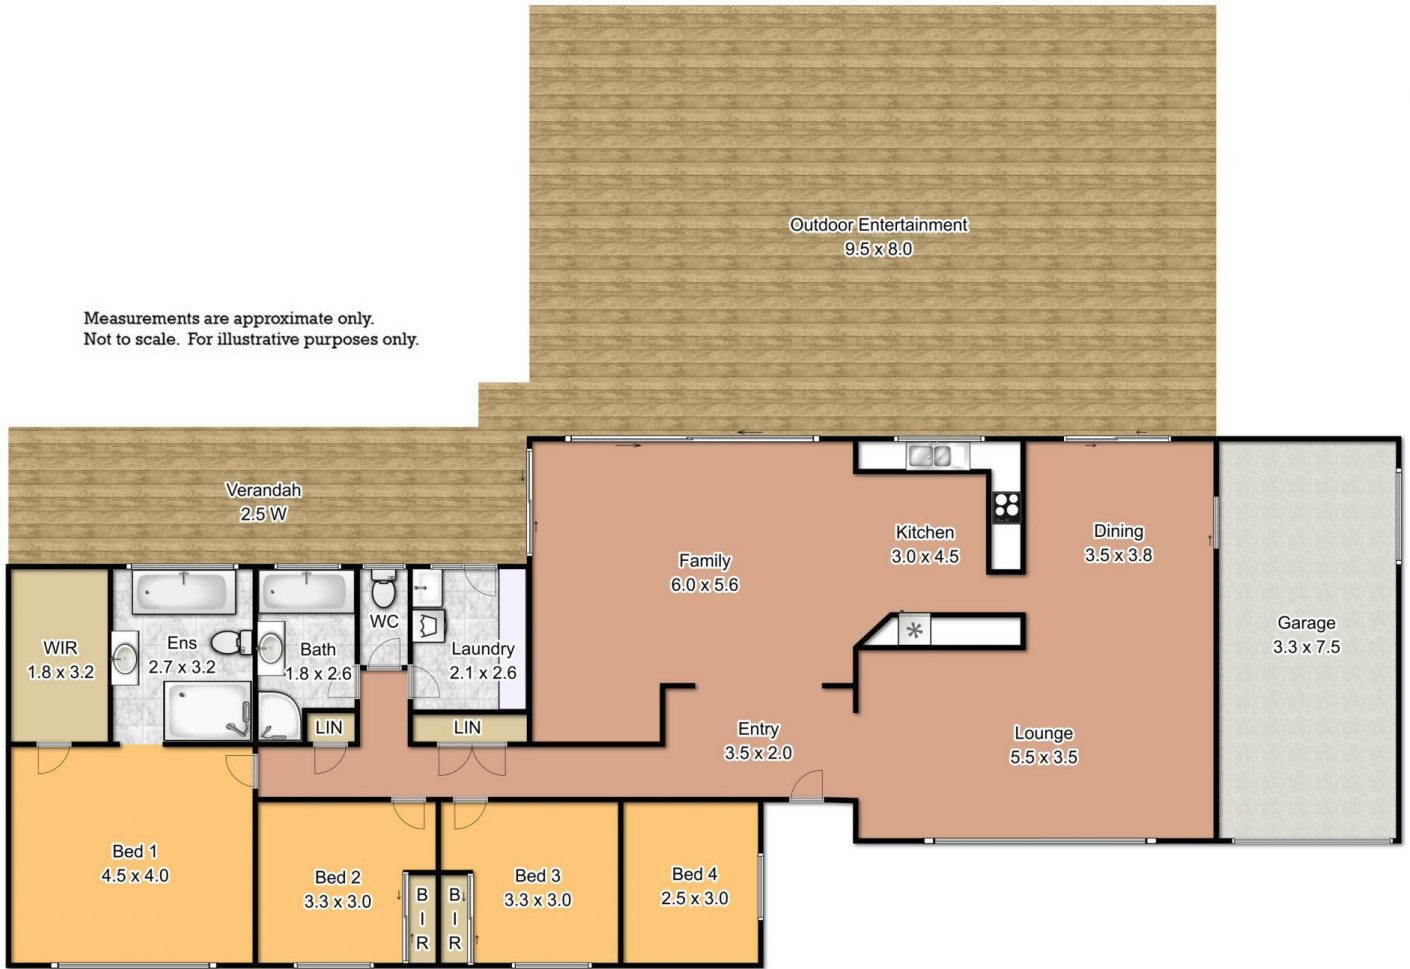 Outdoor Entertainment
9.5 x 8.0
Measurements are approximate only.
Not to scale. For illustrative purposes only.
Verandah
2.5 W
Family
6.0 x 5.6
Kitchen
3.0 x 4.5
Dining
3.5 x 3.8
WIR
1.8 x 3.2
Ens
2.7 x 3.2
Bath
1.8 x 2.6
WC
Laundry
2.1 x 2.6
Garage
3.3 x 7.5
LIN
LIN
Entry
3.5 x 2.0
Lounge
5.5 x 3.5
Bed 1
4.5 x 4.0
Bed 2
3.3 x 3.0
B
I
R
B
I
R
Bed 3
3.3 x 3.0
Bed 4
2.5 x 3.0